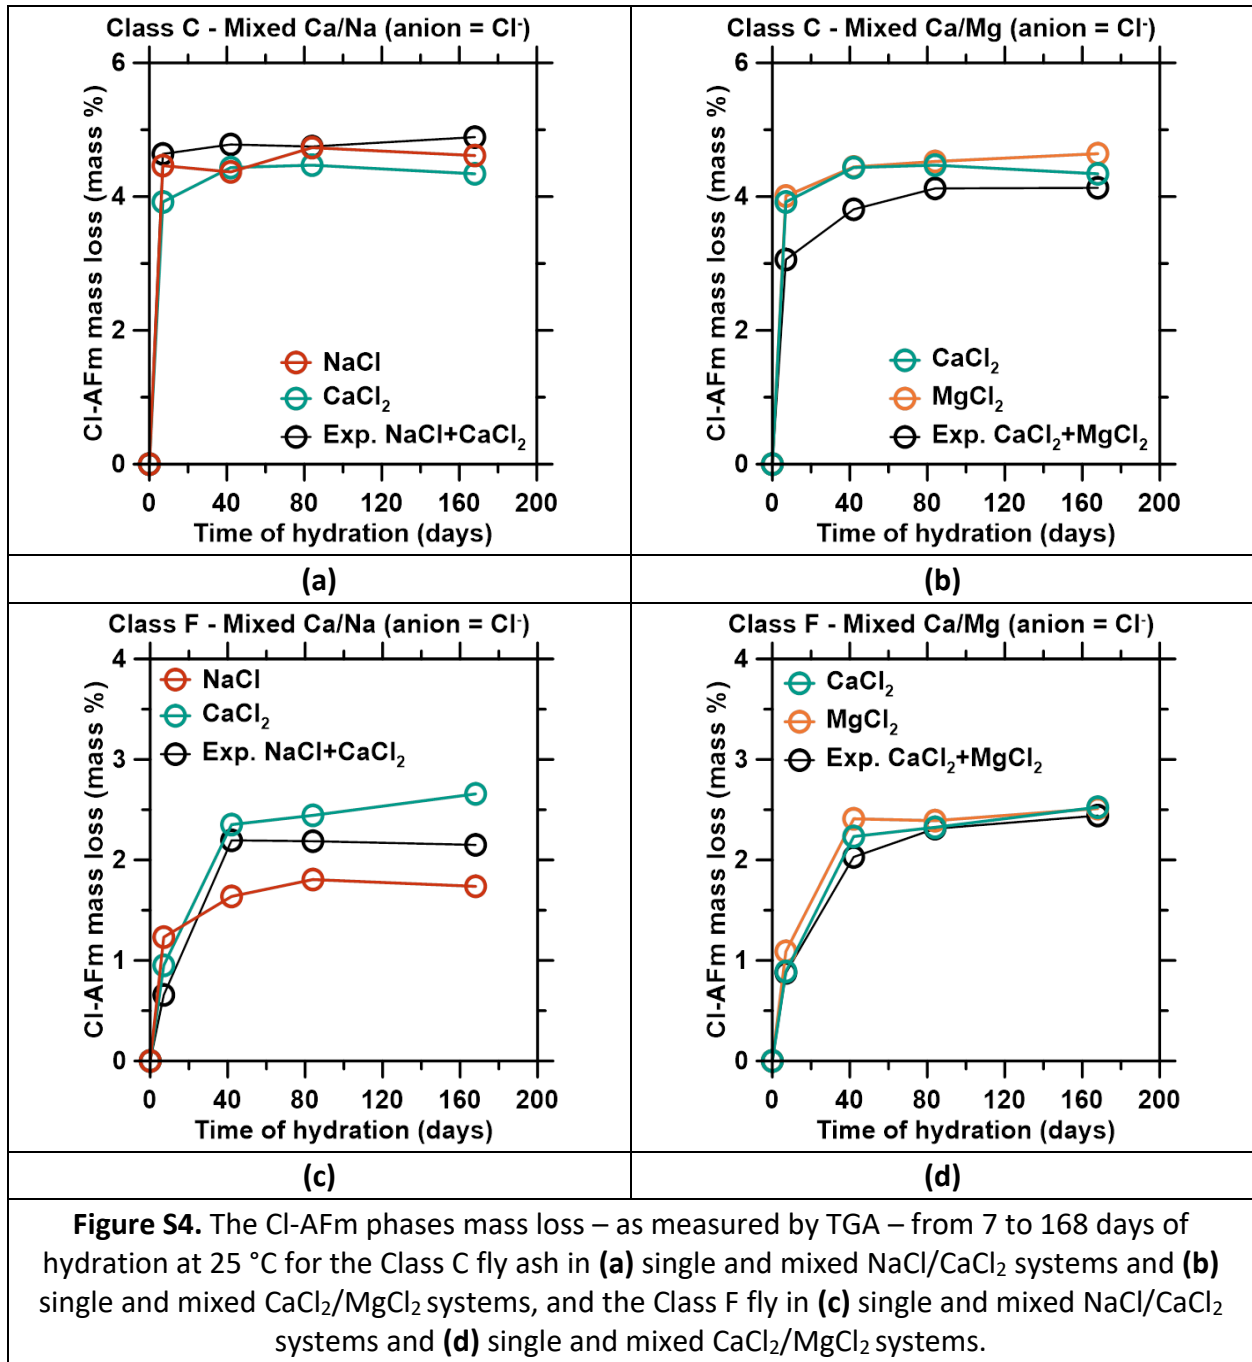 Class C - Mixed Ca/Na (anion = Cl⁻)
Cl-AFm mass loss (mass %)
6
4
2
0
NaCl
CaCl₂
Exp. NaCl+CaCl₂
0 40 80 120 160 200
Time of hydration (days)
(a)
Class C - Mixed Ca/Mg (anion = Cl⁻)
Cl-AFm mass loss (mass %)
6
4
2
0
CaCl₂
MgCl₂
Exp. CaCl₂+MgCl₂
0 40 80 120 160 200
Time of hydration (days)
(b)
Class F - Mixed Ca/Na (anion = Cl⁻)
Cl-AFm mass loss (mass %)
4
3
2
1
0
NaCl
CaCl₂
Exp. NaCl+CaCl₂
0 40 80 120 160 200
Time of hydration (days)
(c)
Class F - Mixed Ca/Mg (anion = Cl⁻)
Cl-AFm mass loss (mass %)
4
3
2
1
0
CaCl₂
MgCl₂
Exp. CaCl₂+MgCl₂
0 40 80 120 160 200
Time of hydration (days)
(d)
Figure S4. The Cl-AFm phases mass loss – as measured by TGA – from 7 to 168 days of
hydration at 25 °C for the Class C fly ash in (a) single and mixed NaCl/CaCl₂ systems and (b)
single and mixed CaCl₂/MgCl₂ systems, and the Class F fly in (c) single and mixed NaCl/CaCl₂
systems and (d) single and mixed CaCl₂/MgCl₂ systems.